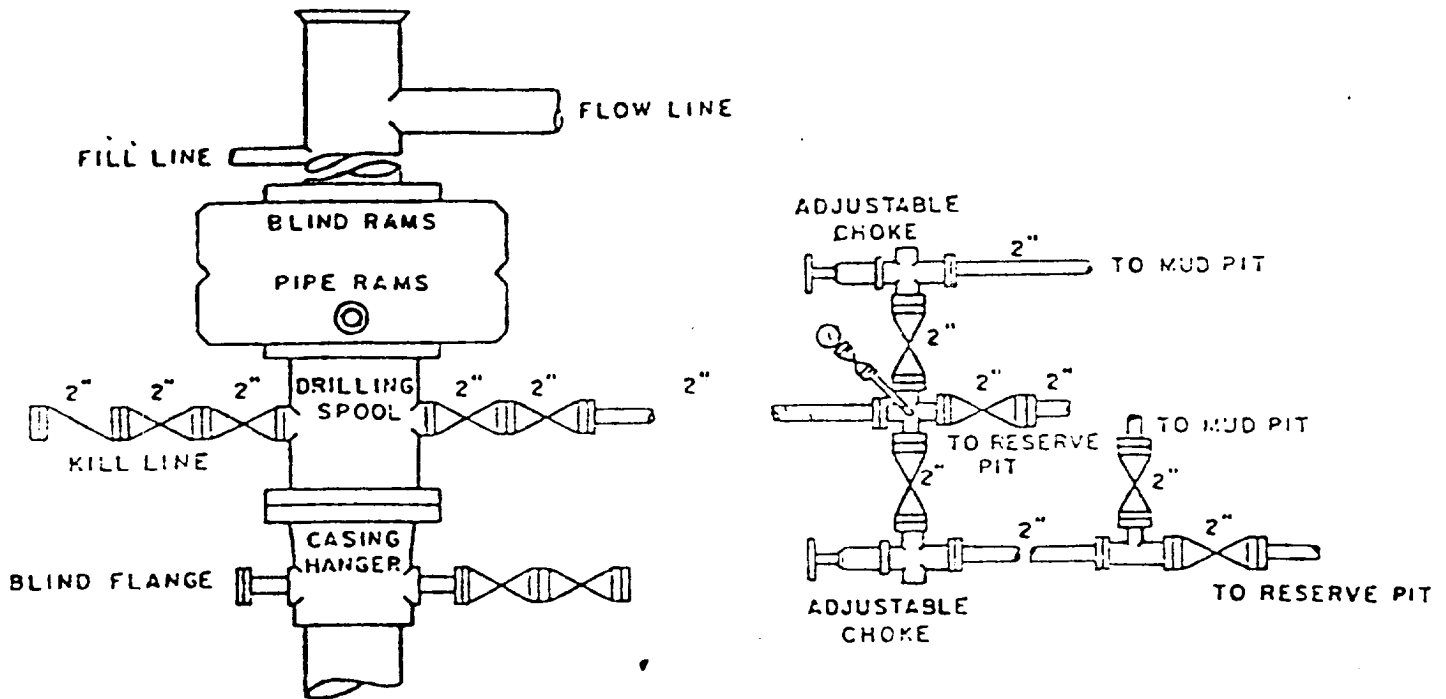 FLOW LINE
FILL LINE
BLIND RAMS
PIPE RAMS
2" 2" 2" DRILLING 2" 2" 2"
SPOOL
KILL LINE
CASING
HANGER
BLIND FLANGE
ADJUSTABLE
CHOKE
2"
TO MUD PIT
2"
2" 2"
TO RESERVE
PIT
TO MUD PIT
2"
2"
2"
2"
TO RESERVE PIT
ADJUSTABLE
CHOKE